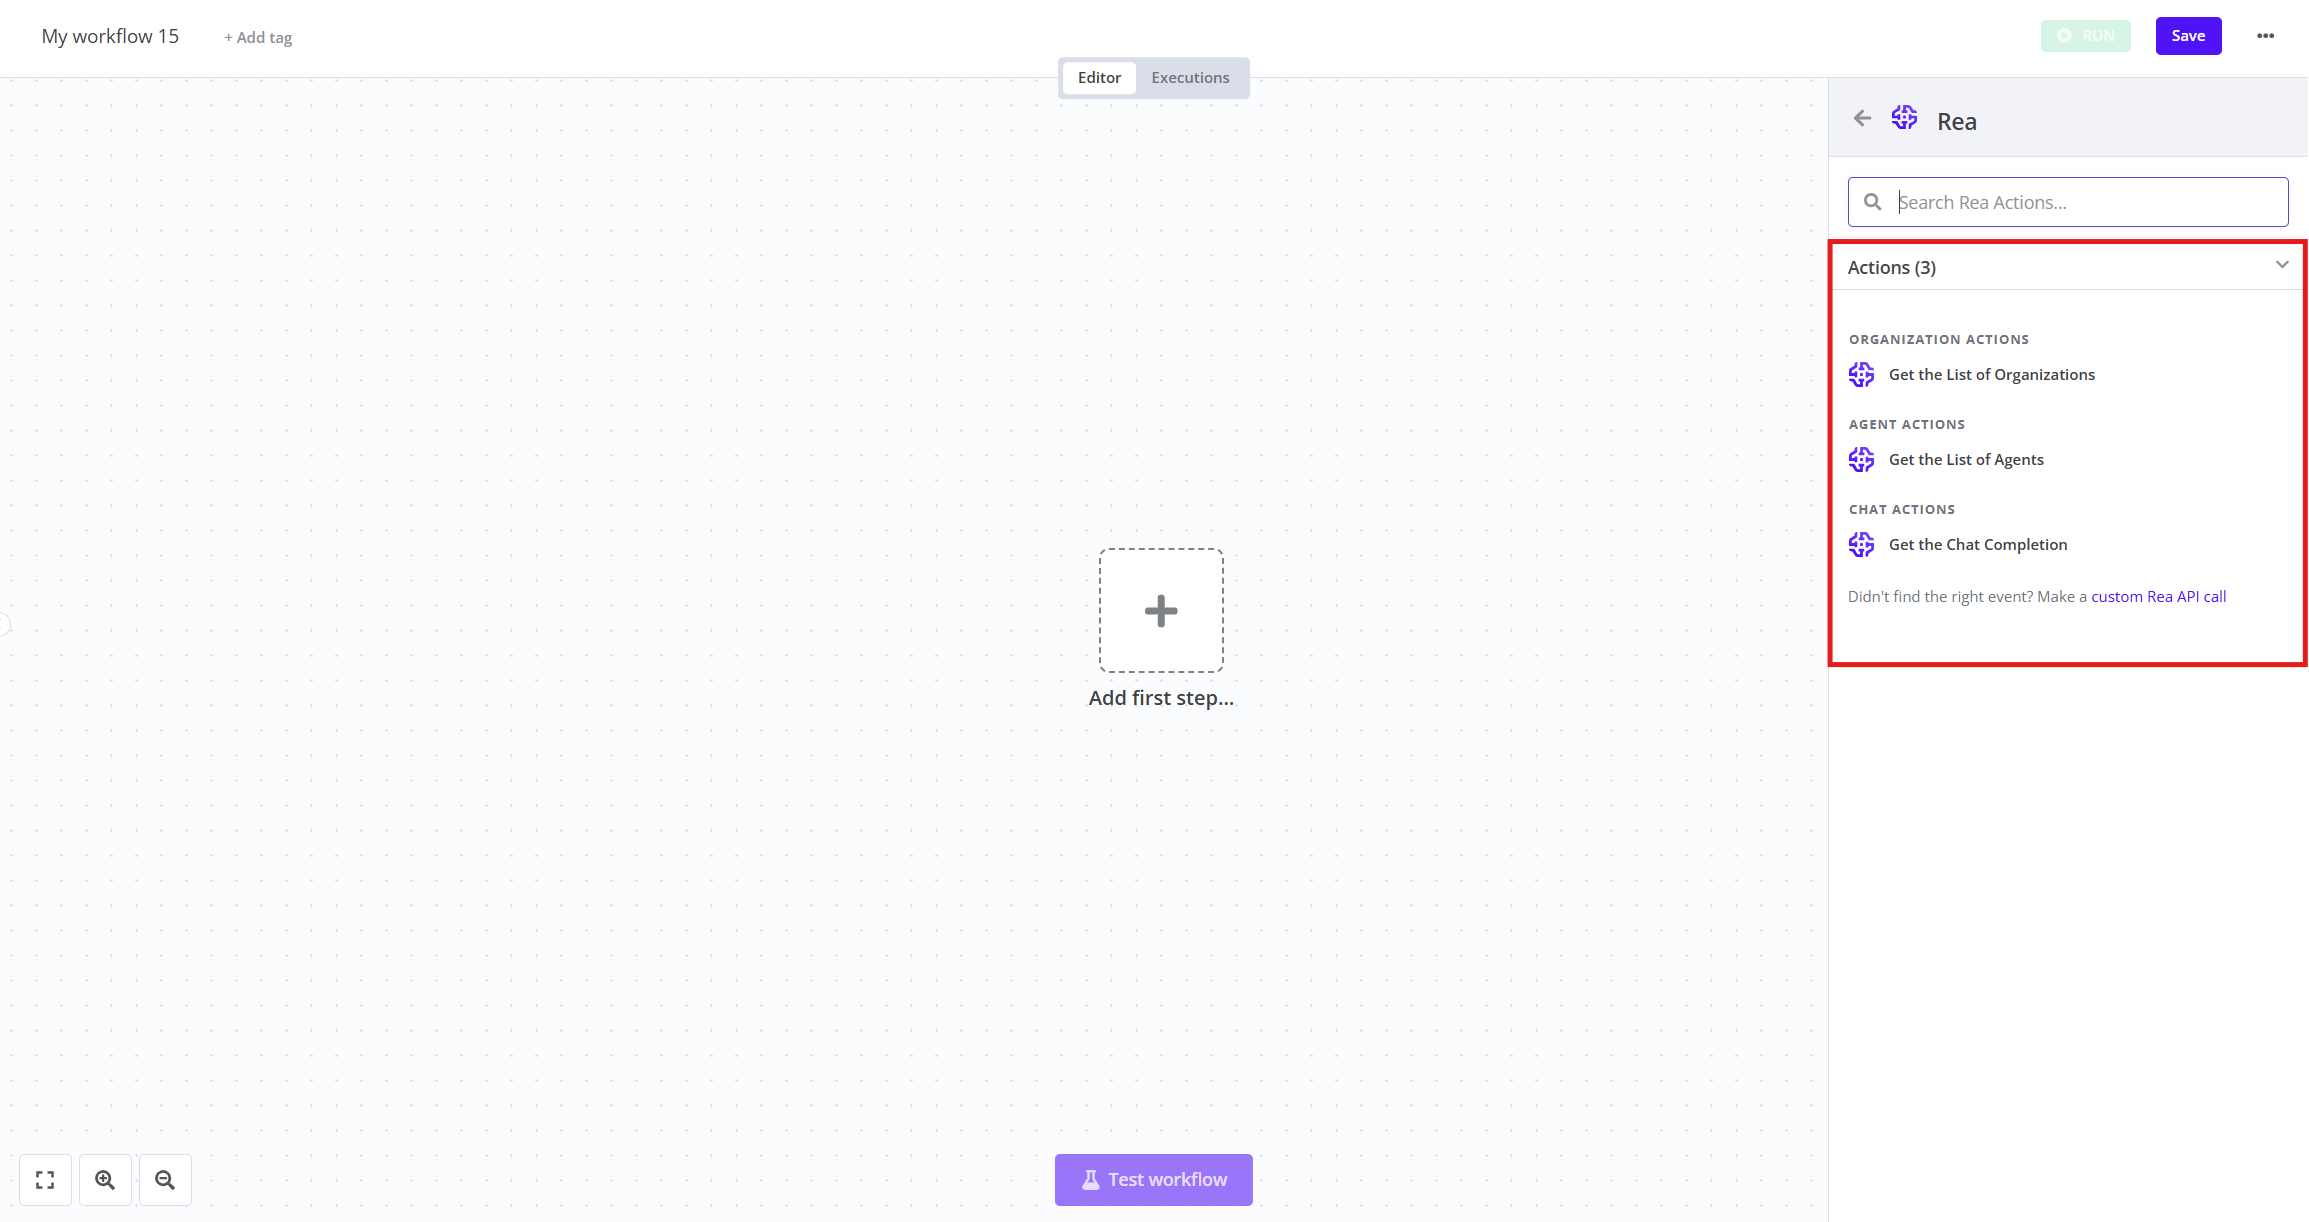 My workflow 15
+ Add tag
RUN
Save
Editor
Executions
Rea
Search Rea Actions...
Actions (3)
ORGANIZATION ACTIONS
Get the List of Organizations
AGENT ACTIONS
Get the List of Agents
CHAT ACTIONS
Get the Chat Completion
Didn't find the right event? Make a custom Rea API call
Add first step...
Test workflow